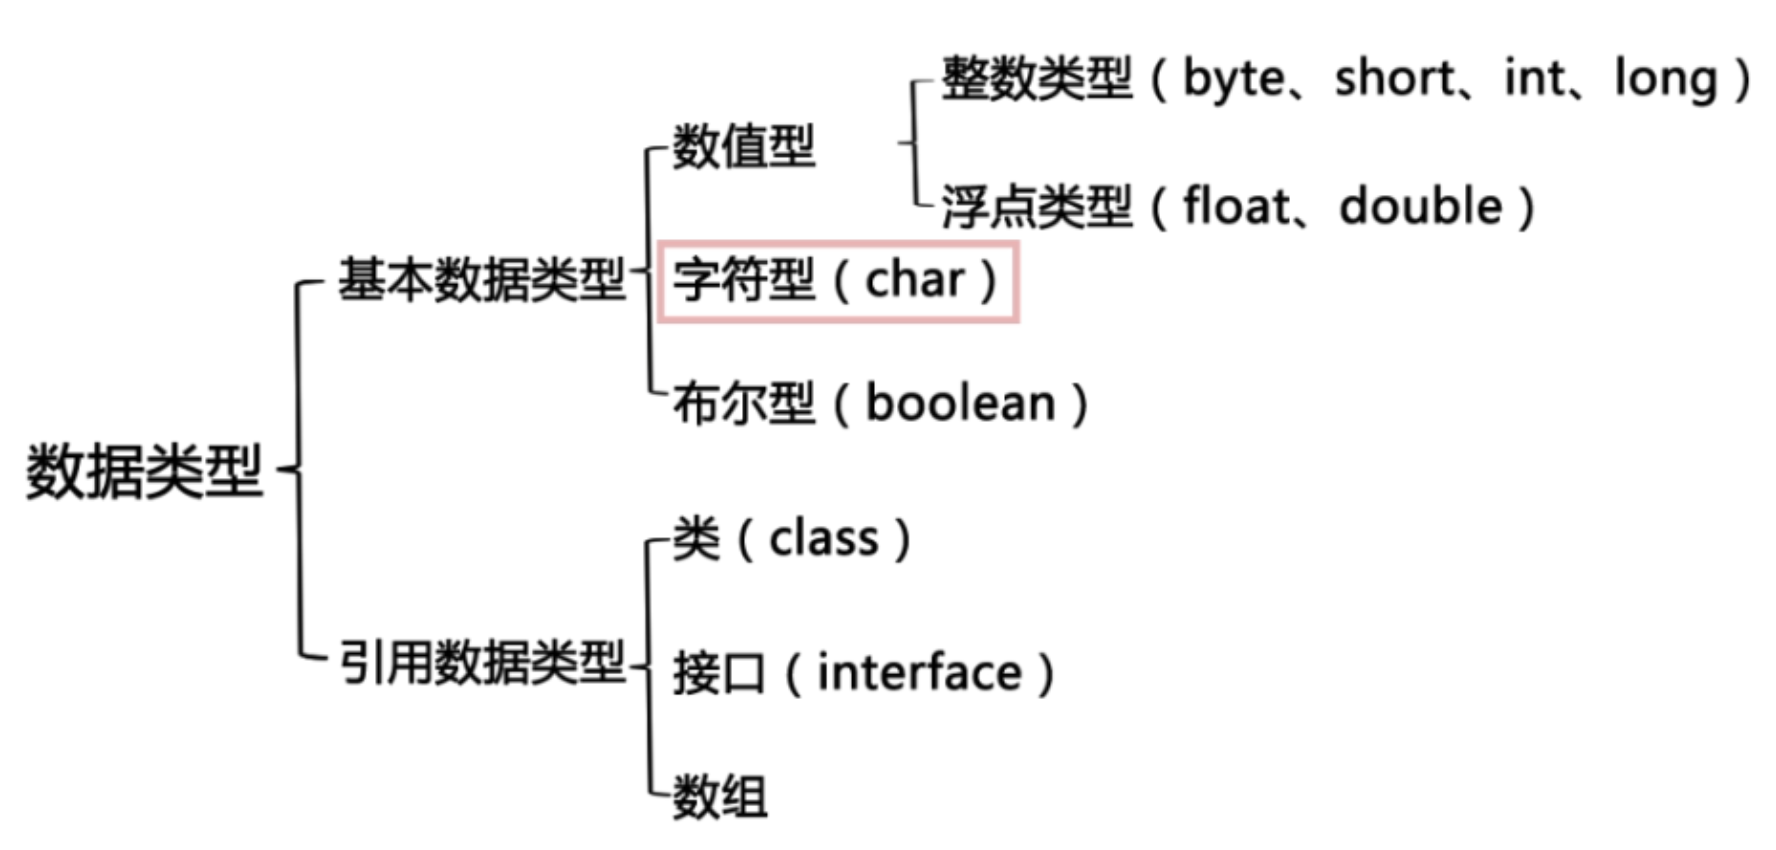 整数类型（byte、short、int、long）
数值型
浮点类型（float、double）
基本数据类型
字符型（char）
布尔型（boolean）
数据类型
类（class）
引用数据类型
接口（interface）
数组